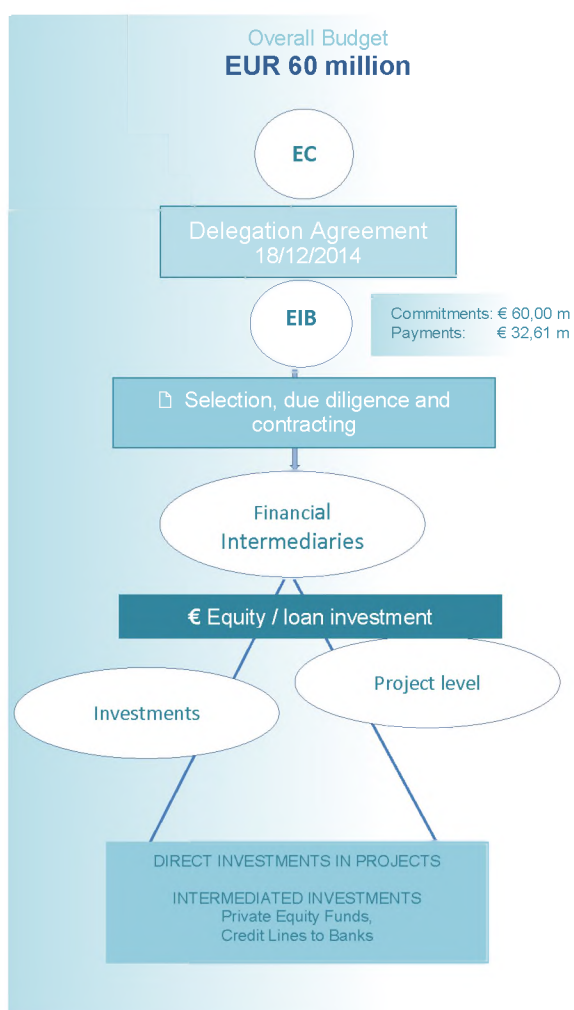 Overall Budget
EUR 60 million
EC
Delegation Agreement
18/12/2014
EIB
Commitments: € 60,00 m
Payments: € 32,61 m
Selection, due diligence and
contracting
Financial
Intermediaries
€ Equity / loan investment
Project level
Investments
DIRECT INVESTMENTS IN PROJECTS
INTERMEDIATED INVESTMENTS
Private Equity Funds,
Credit Lines to Banks